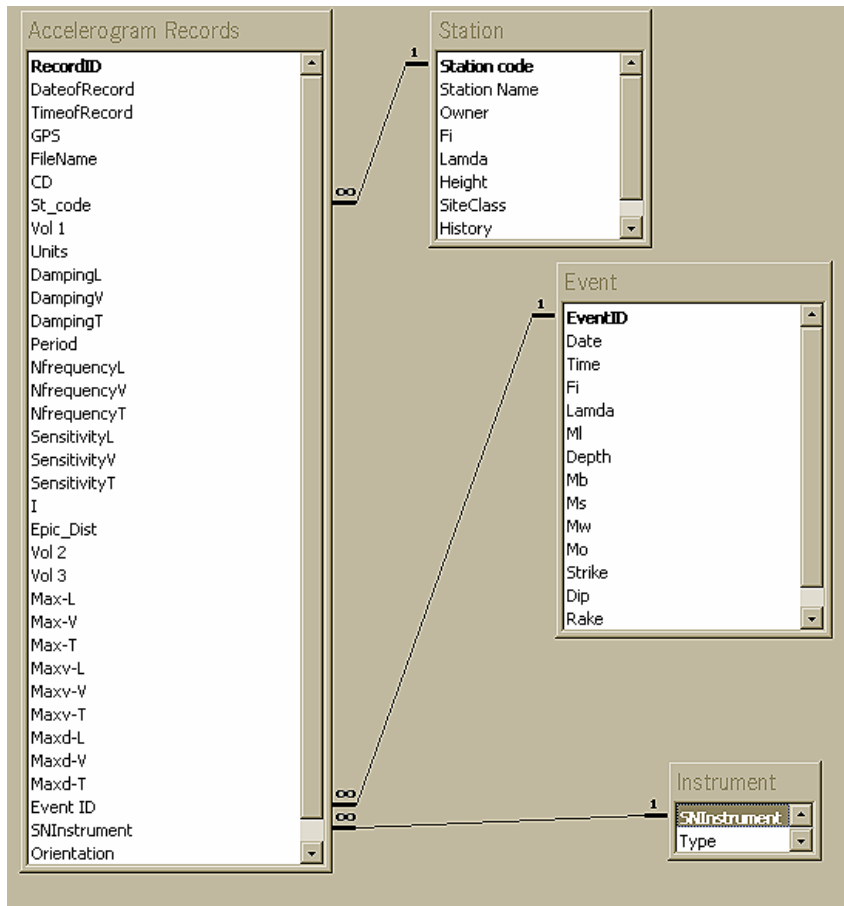 Accelerogram Records
RecordID
DateofRecord
TimeofRecord
GPS
FileName
CD
St_code
Vol 1
Units
DampingL
DampingV
DampingT
Period
NfrequencyL
NfrequencyV
NfrequencyT
SensitivityL
SensitivityV
SensitivityT
I
Epic_Dist
Vol 2
Vol 3
Max-L
Max-V
Max-T
Maxv-L
Maxv-V
Maxv-T
Maxd-L
Maxd-V
Maxd-T
Event ID
SNInstrument
Orientation
∞
∞
∞
1
Station
Station code
Station Name
Owner
Fi
Lamda
Height
SiteClass
History
1
Event
EventID
Date
Time
Fi
Lamda
Ml
Depth
Mb
Ms
Mw
Mo
Strike
Dip
Rake
1
Instrument
SNInstrument
Type